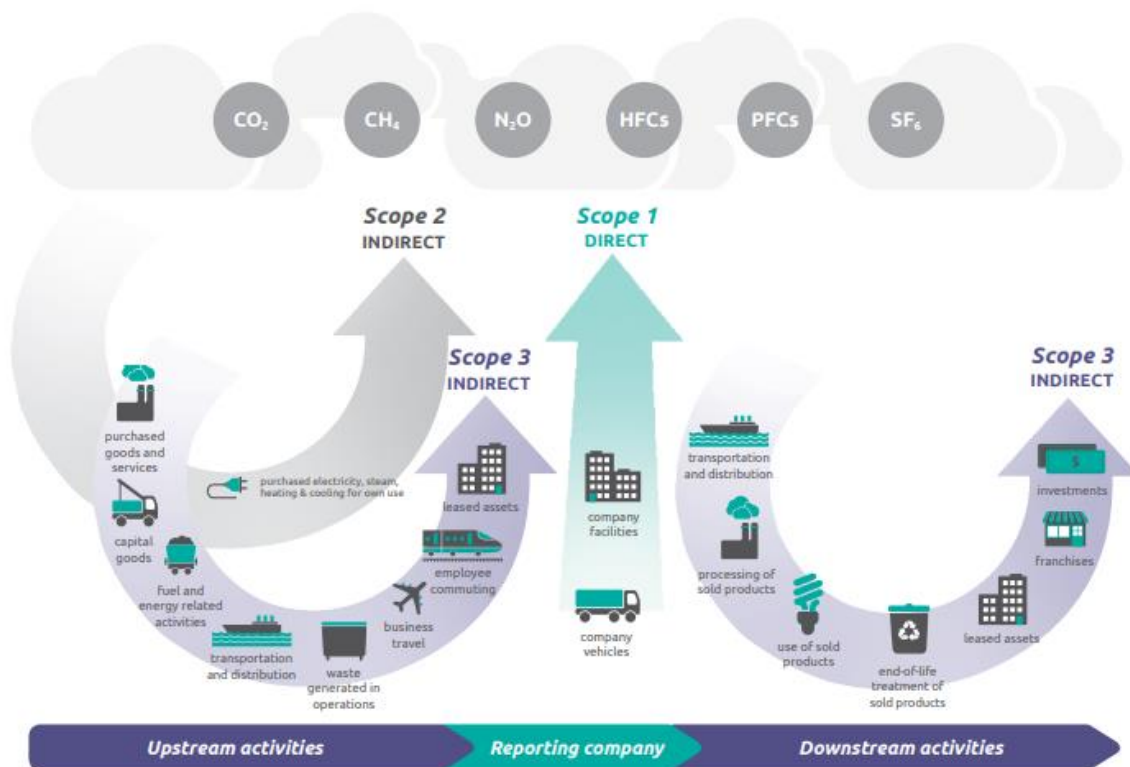 CO₂
CH₄
N₂O
HFCs
PFCs
SF₆
Scope 2
INDIRECT
Scope 1
DIRECT
Scope 3
INDIRECT
Scope 3
INDIRECT
purchased
goods and
services
capital
goods
fuel and
energy related
activities
transportation
and distribution
waste
generated in
operations
business
travel
employee
commuting
leased assets
purchased electricity, steam,
heating & cooling for own use
company
facilities
company
vehicles
transportation
and distribution
processing of
sold products
use of sold
products
end-of-life
treatment of
sold products
leased assets
franchises
$
investments
Upstream activities
Reporting company
Downstream activities